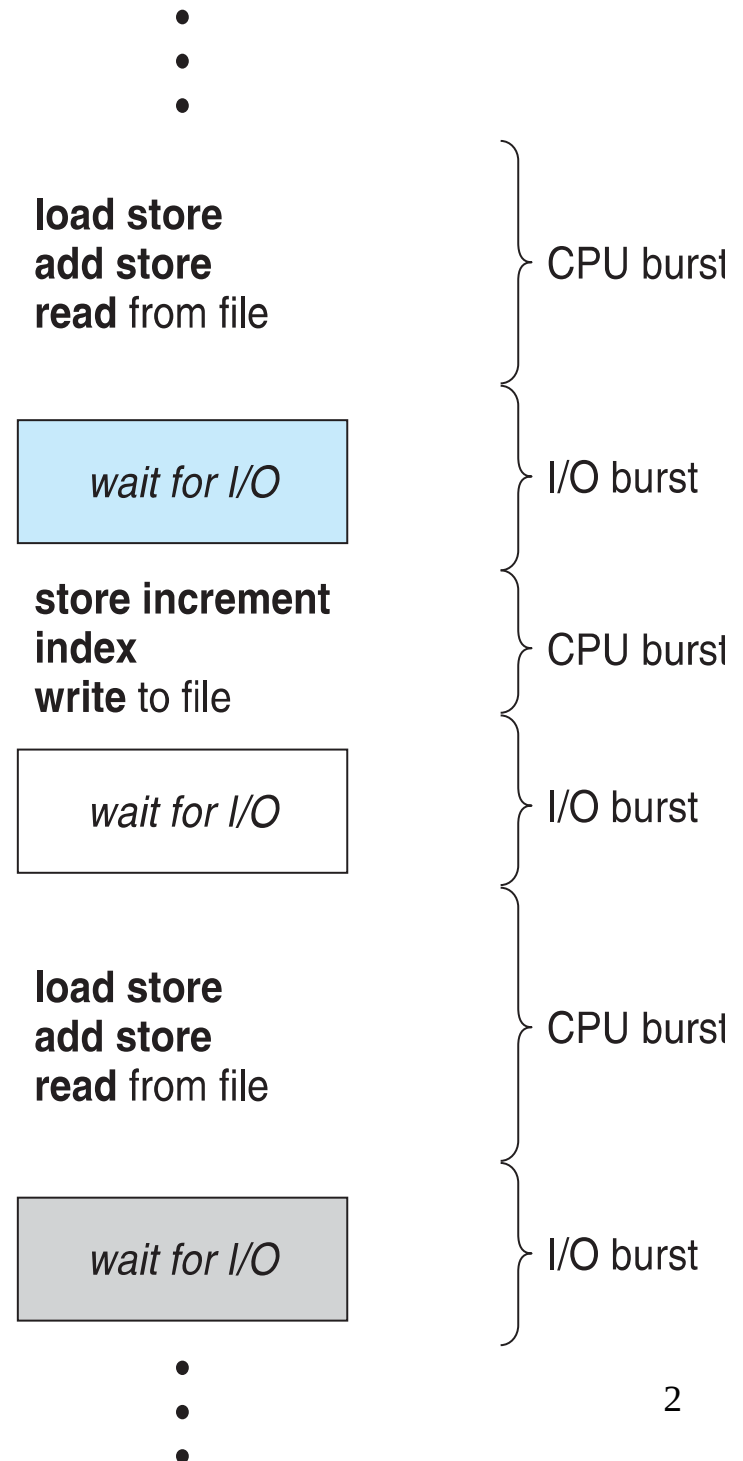 load store
add store
read from file
CPU burst
wait for I/O
I/O burst
store increment
index
write to file
CPU burst
wait for I/O
I/O burst
load store
add store
read from file
CPU burst
wait for I/O
I/O burst
2